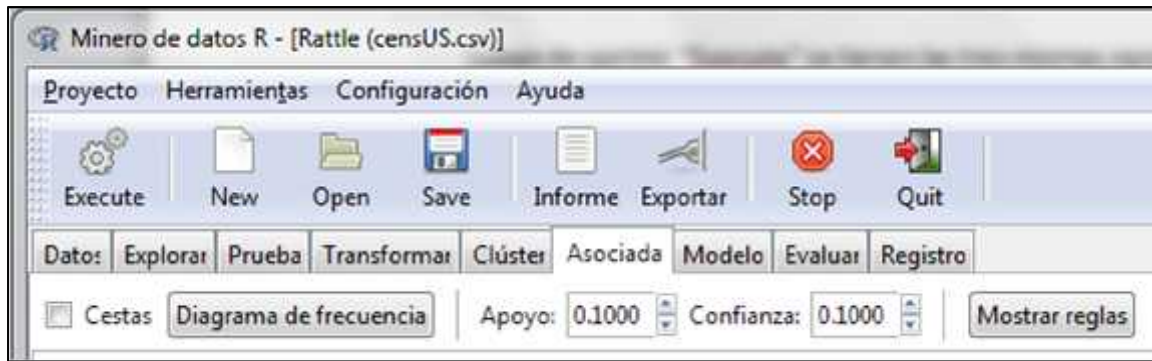 Minero de datos R - [Rattle (censUS.csv)]
Proyecto Herramientas Configuración Ayuda
Execute New Open Save Informe Exportar Stop Quit
Datos Explorar Prueba Transformar Clúster Asociada Modelo Evaluar Registro
Cestas Diagrama de frecuencia Apoyo: 0.1000 Confianza: 0.1000 Mostrar reglas